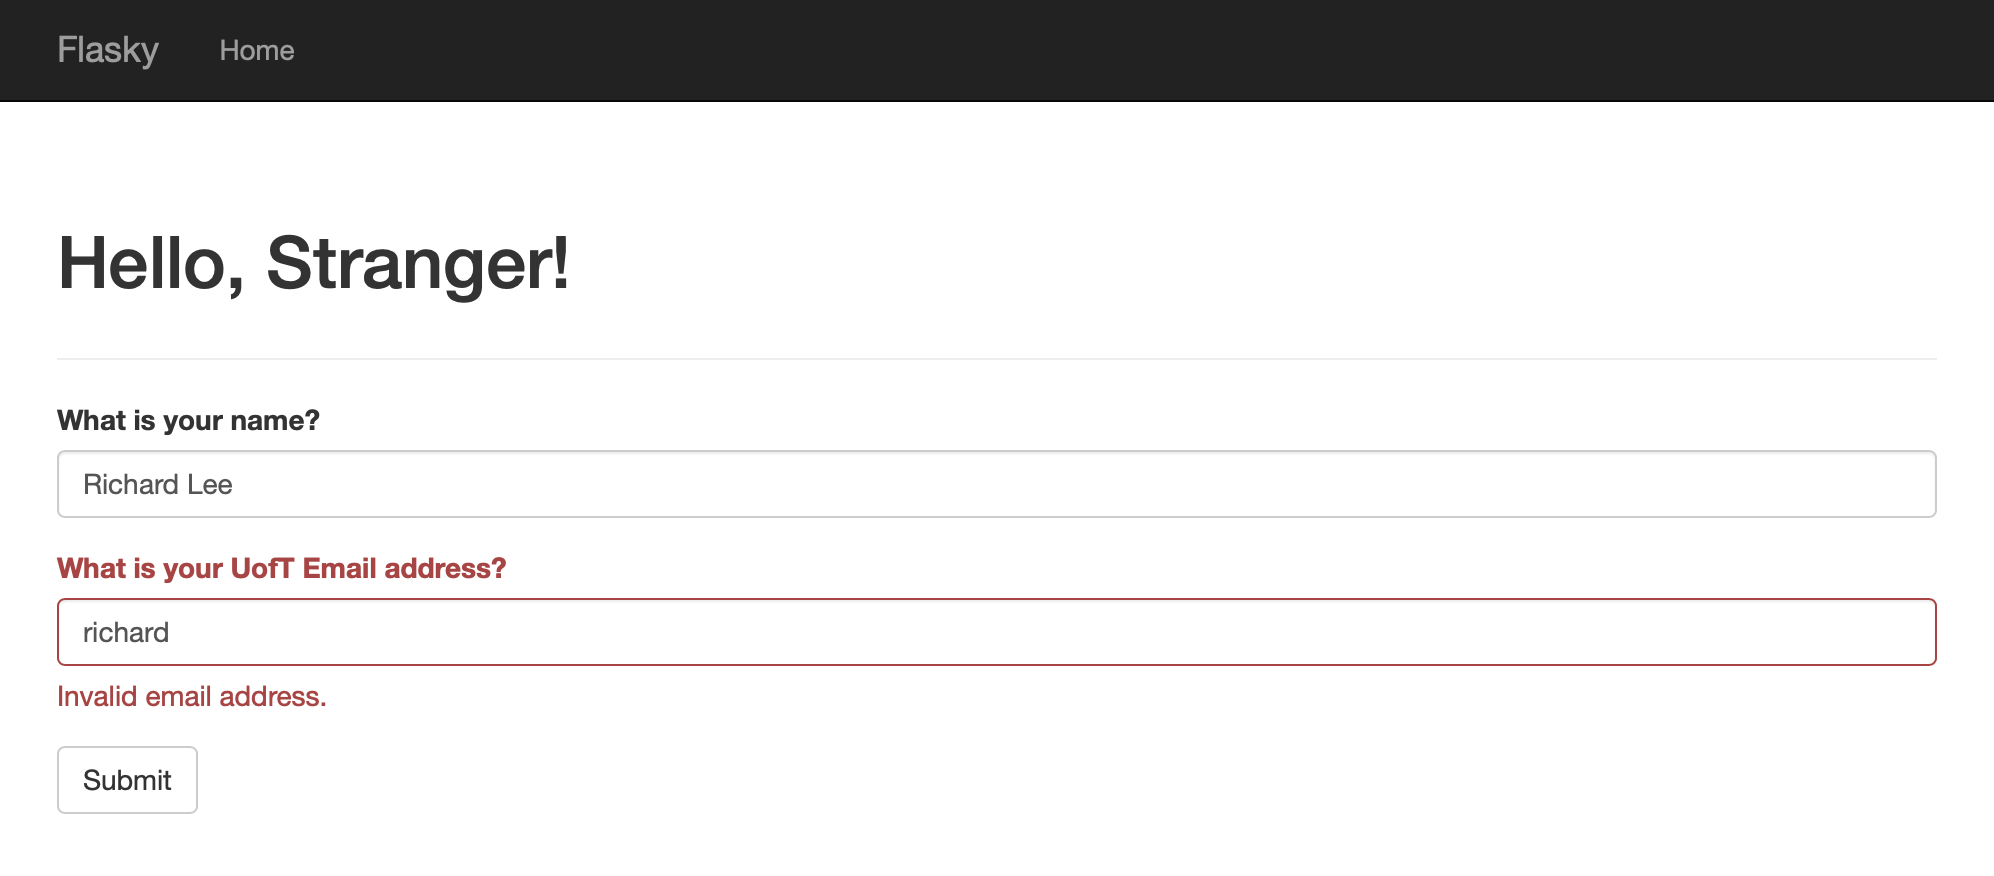 Flasky Home
Hello, Stranger!
What is your name?
Richard Lee
What is your UofT Email address?
richard
Invalid email address.
Submit